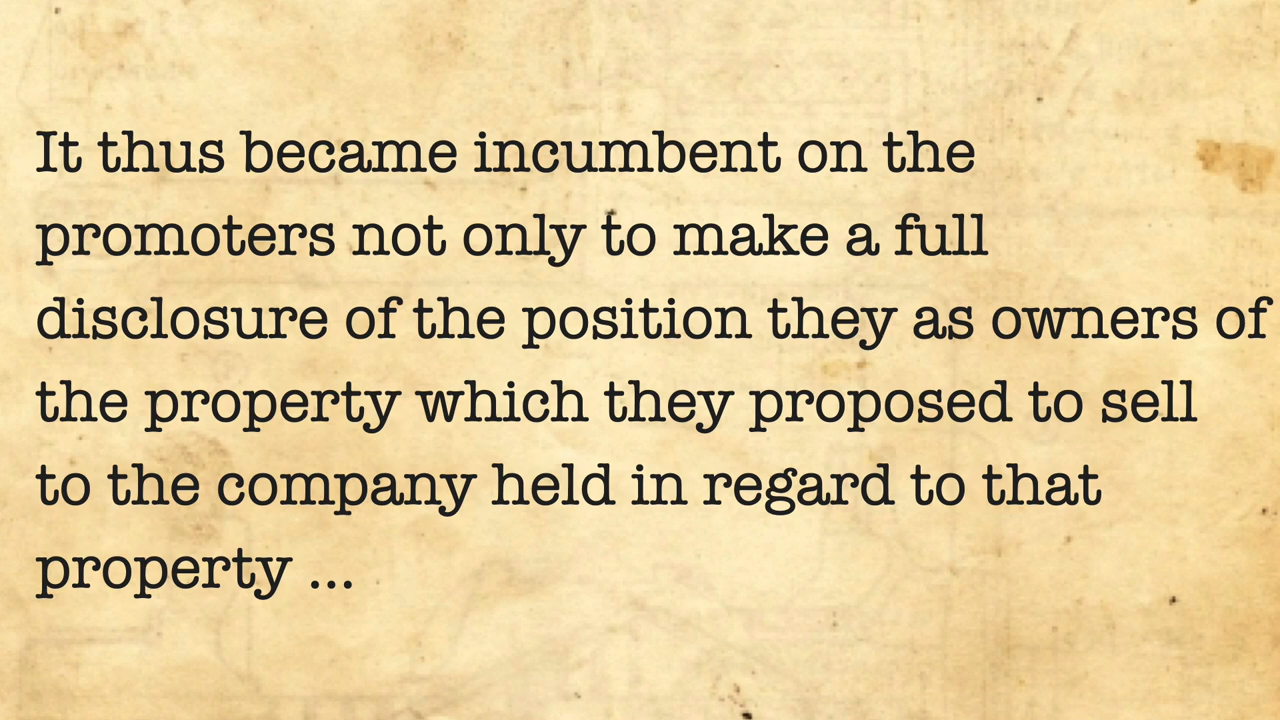 It thus became incumbent on the
promoters not only to make a full
disclosure of the position they as owners of
the property which they proposed to sell
to the company held in regard to that
property ...